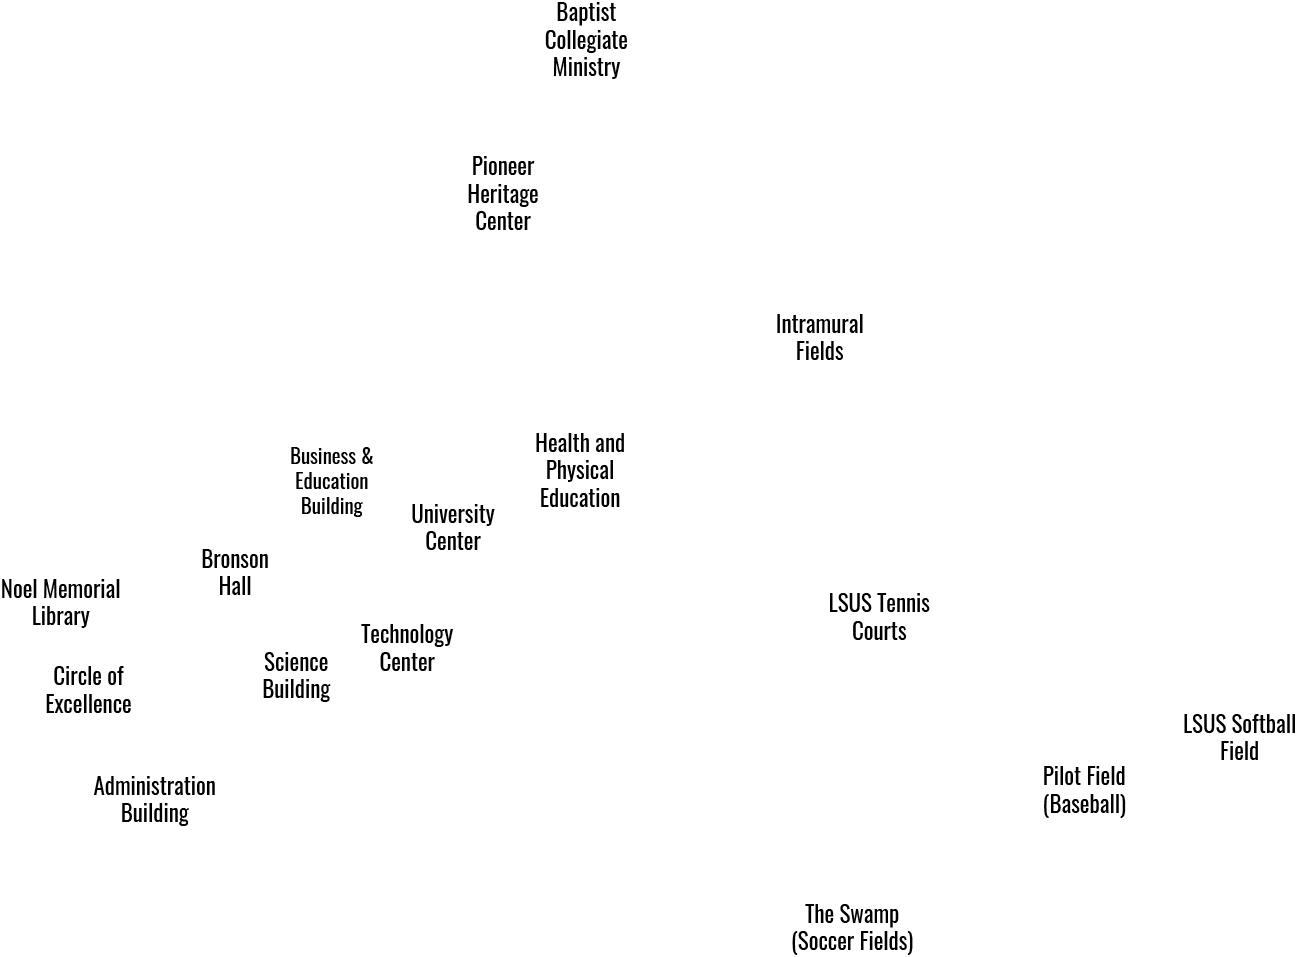 Baptist
Collegiate
Ministry
Pioneer
Heritage
Center
Intramural
Fields
Health and
Physical
Education
Business &
Education
Building
University
Center
Bronson
Hall
Noel Memorial
Library
LSUS Tennis
Courts
Technology
Center
Science
Building
Circle of
Excellence
LSUS Softball
Field
Pilot Field
(Baseball)
Administration
Building
The Swamp
(Soccer Fields)